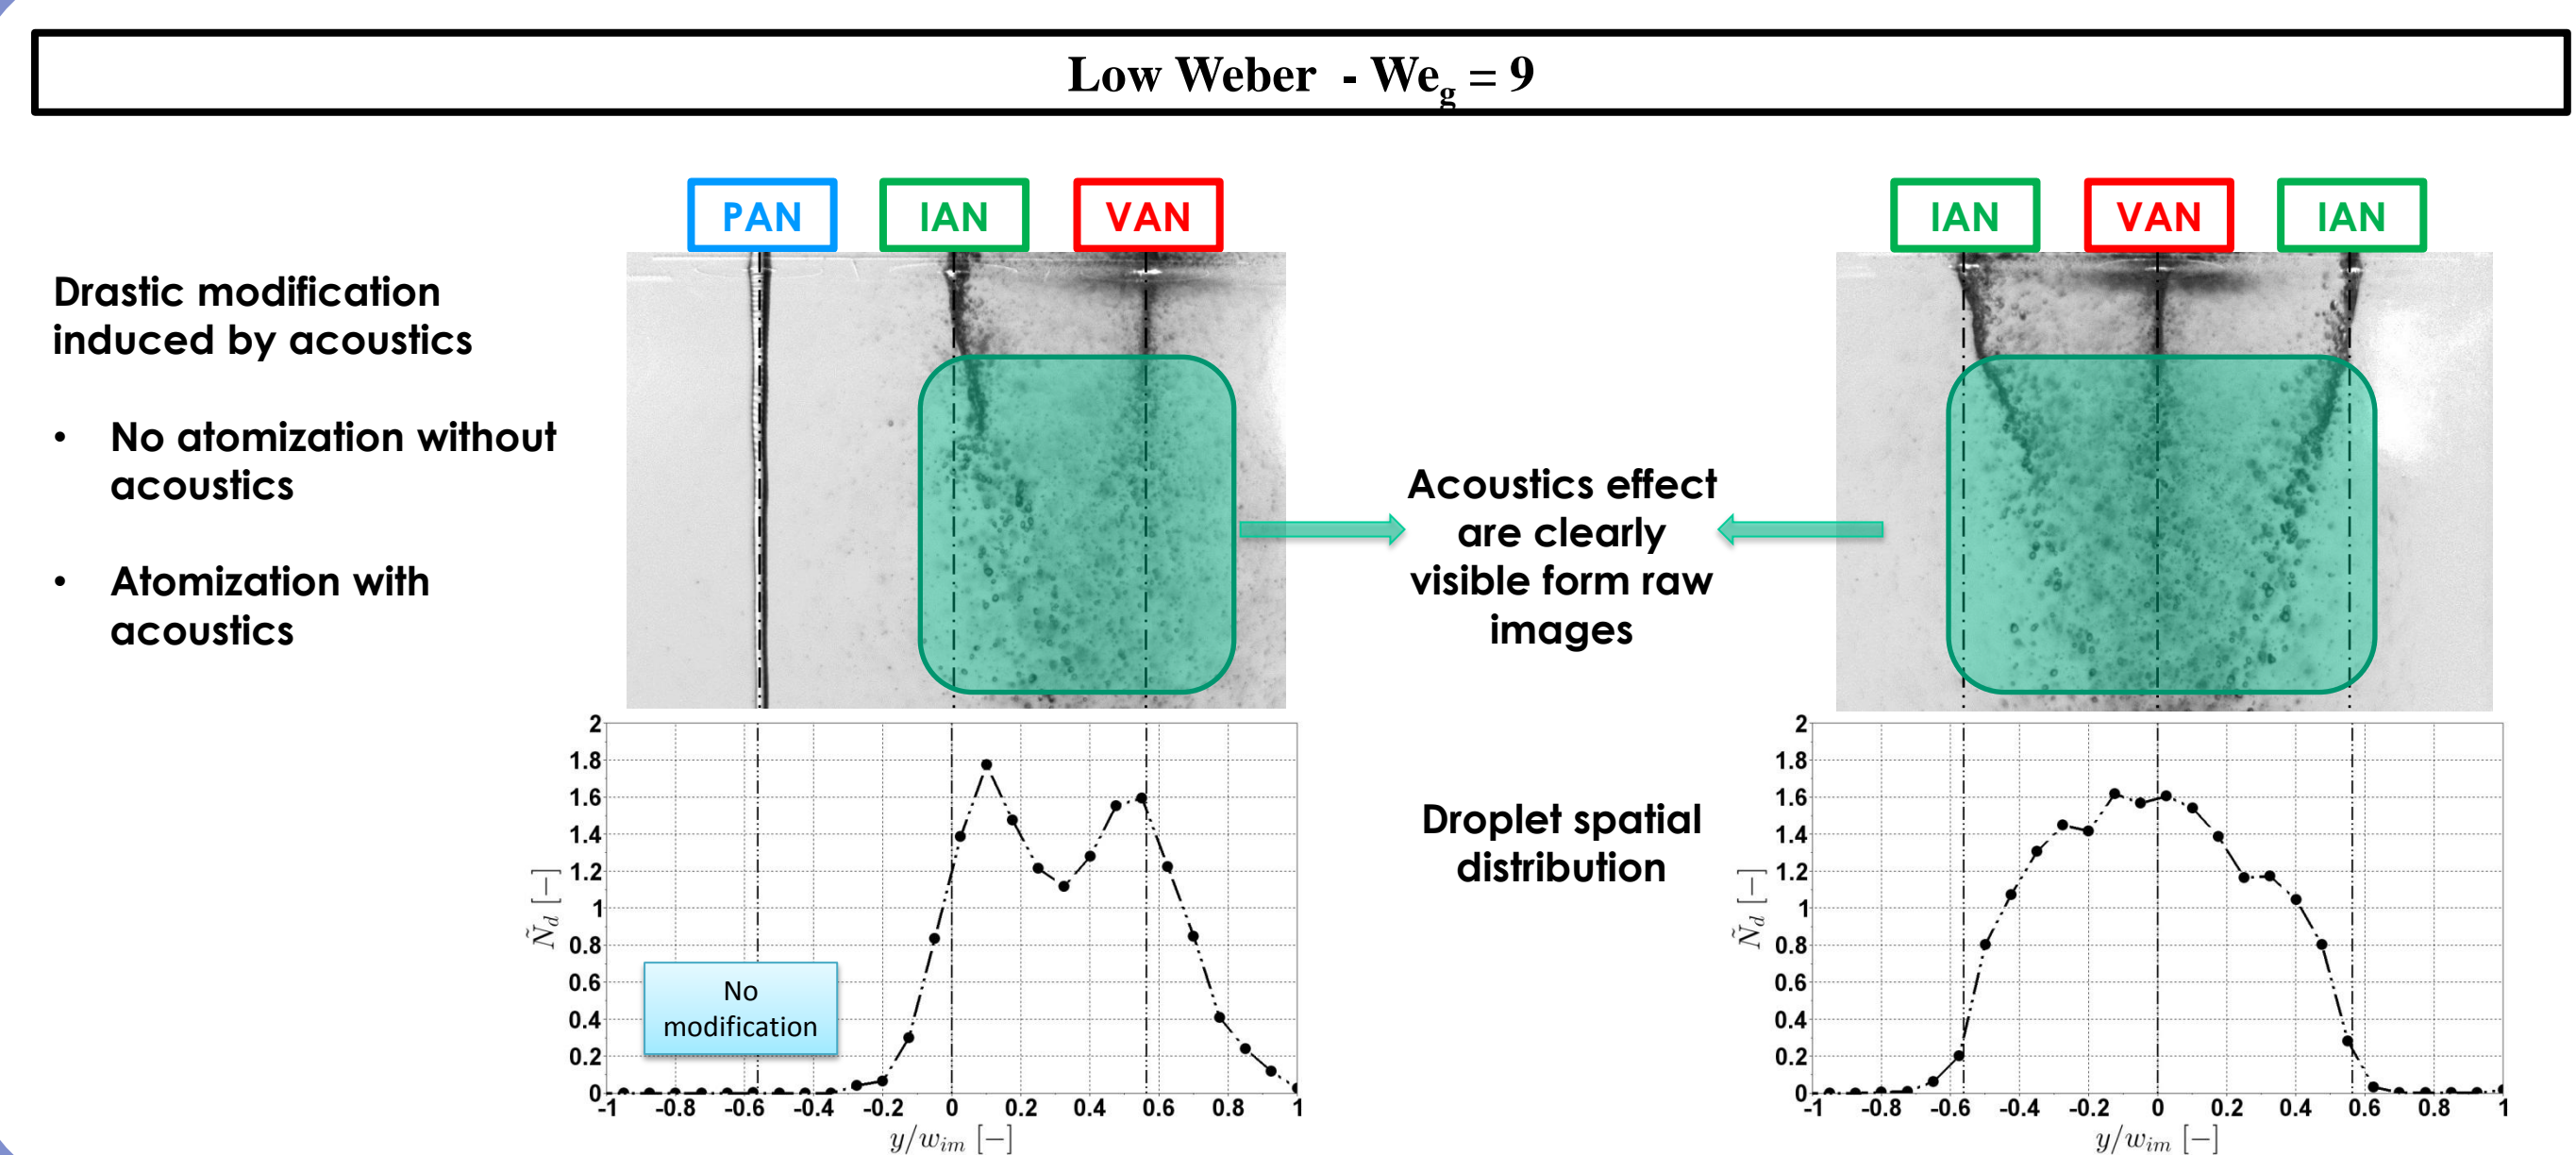 Low Weber - We_g = 9
PAN
IAN
VAN
IAN
VAN
IAN
Drastic modification
induced by acoustics
• No atomization without
acoustics
• Atomization with
acoustics
Acoustics effect
are clearly
visible form raw
images
2
1.8
1.6
1.4
1.2
1
0.8
0.6
0.4
0.2
0
Ñ_d [−]
No
modification
-1 -0.8 -0.6 -0.4 -0.2 0 0.2 0.4 0.6 0.8 1
y/w_{im} [−]
Droplet spatial
distribution
2
1.8
1.6
1.4
1.2
1
0.8
0.6
0.4
0.2
0
Ñ_d [−]
-1 -0.8 -0.6 -0.4 -0.2 0 0.2 0.4 0.6 0.8 1
y/w_{im} [−]